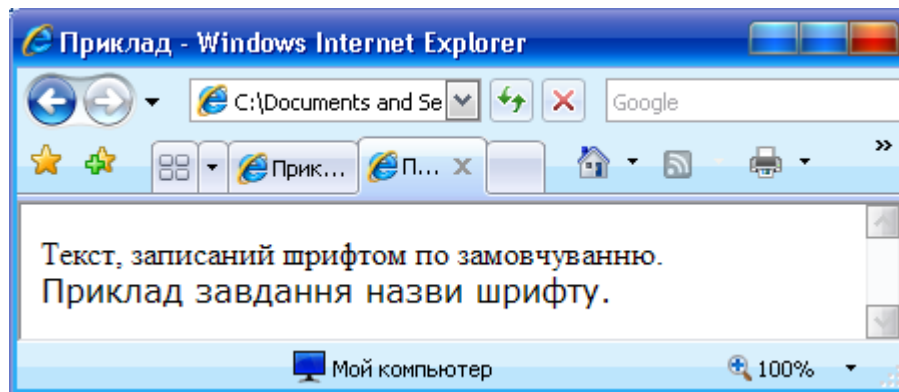 Приклад - Windows Internet Explorer
C:\Documents and Se
Google
Прик...
П...
»
Текст, записаний шрифтом по замовчуванню.
Приклад завдання назви шрифту.
Мой компьютер
100%